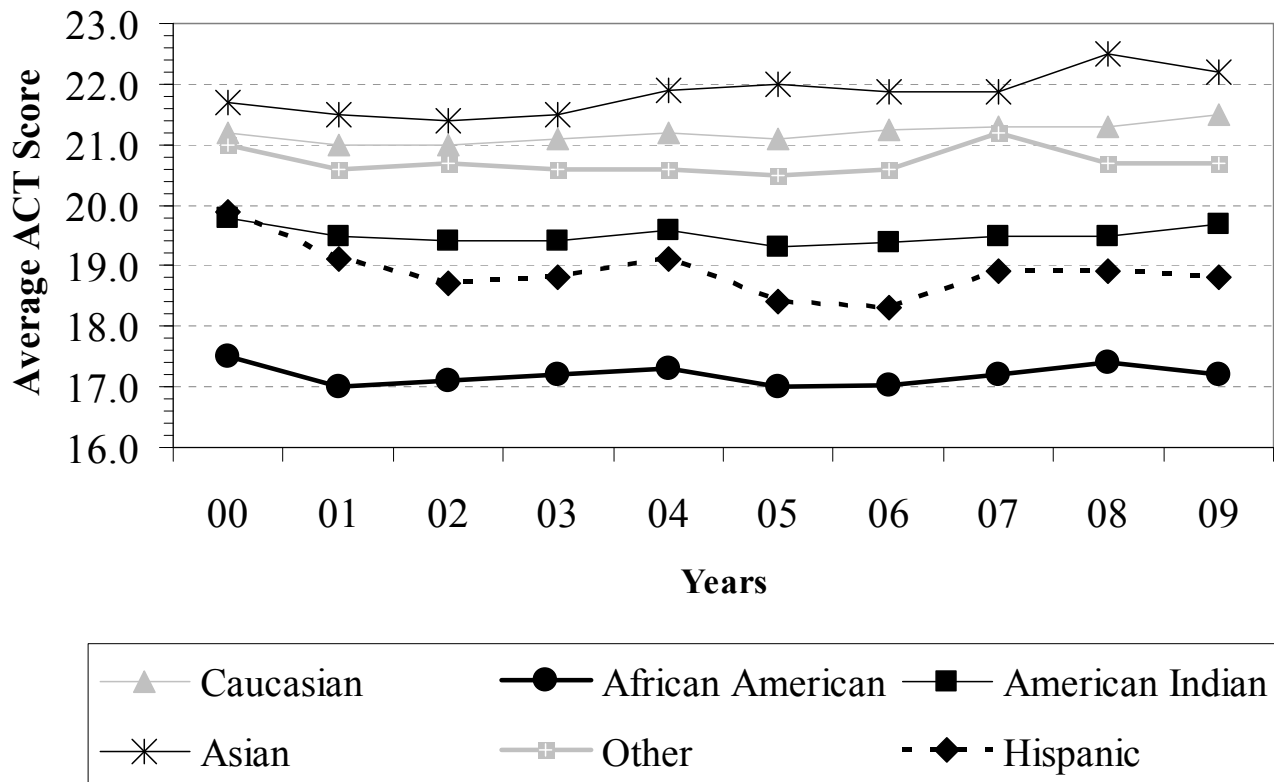 23.0
22.0
21.0
20.0
19.0
18.0
17.0
16.0
Average ACT Score
00 01 02 03 04 05 06 07 08 09
Years
Caucasian African American American Indian
Asian Other Hispanic